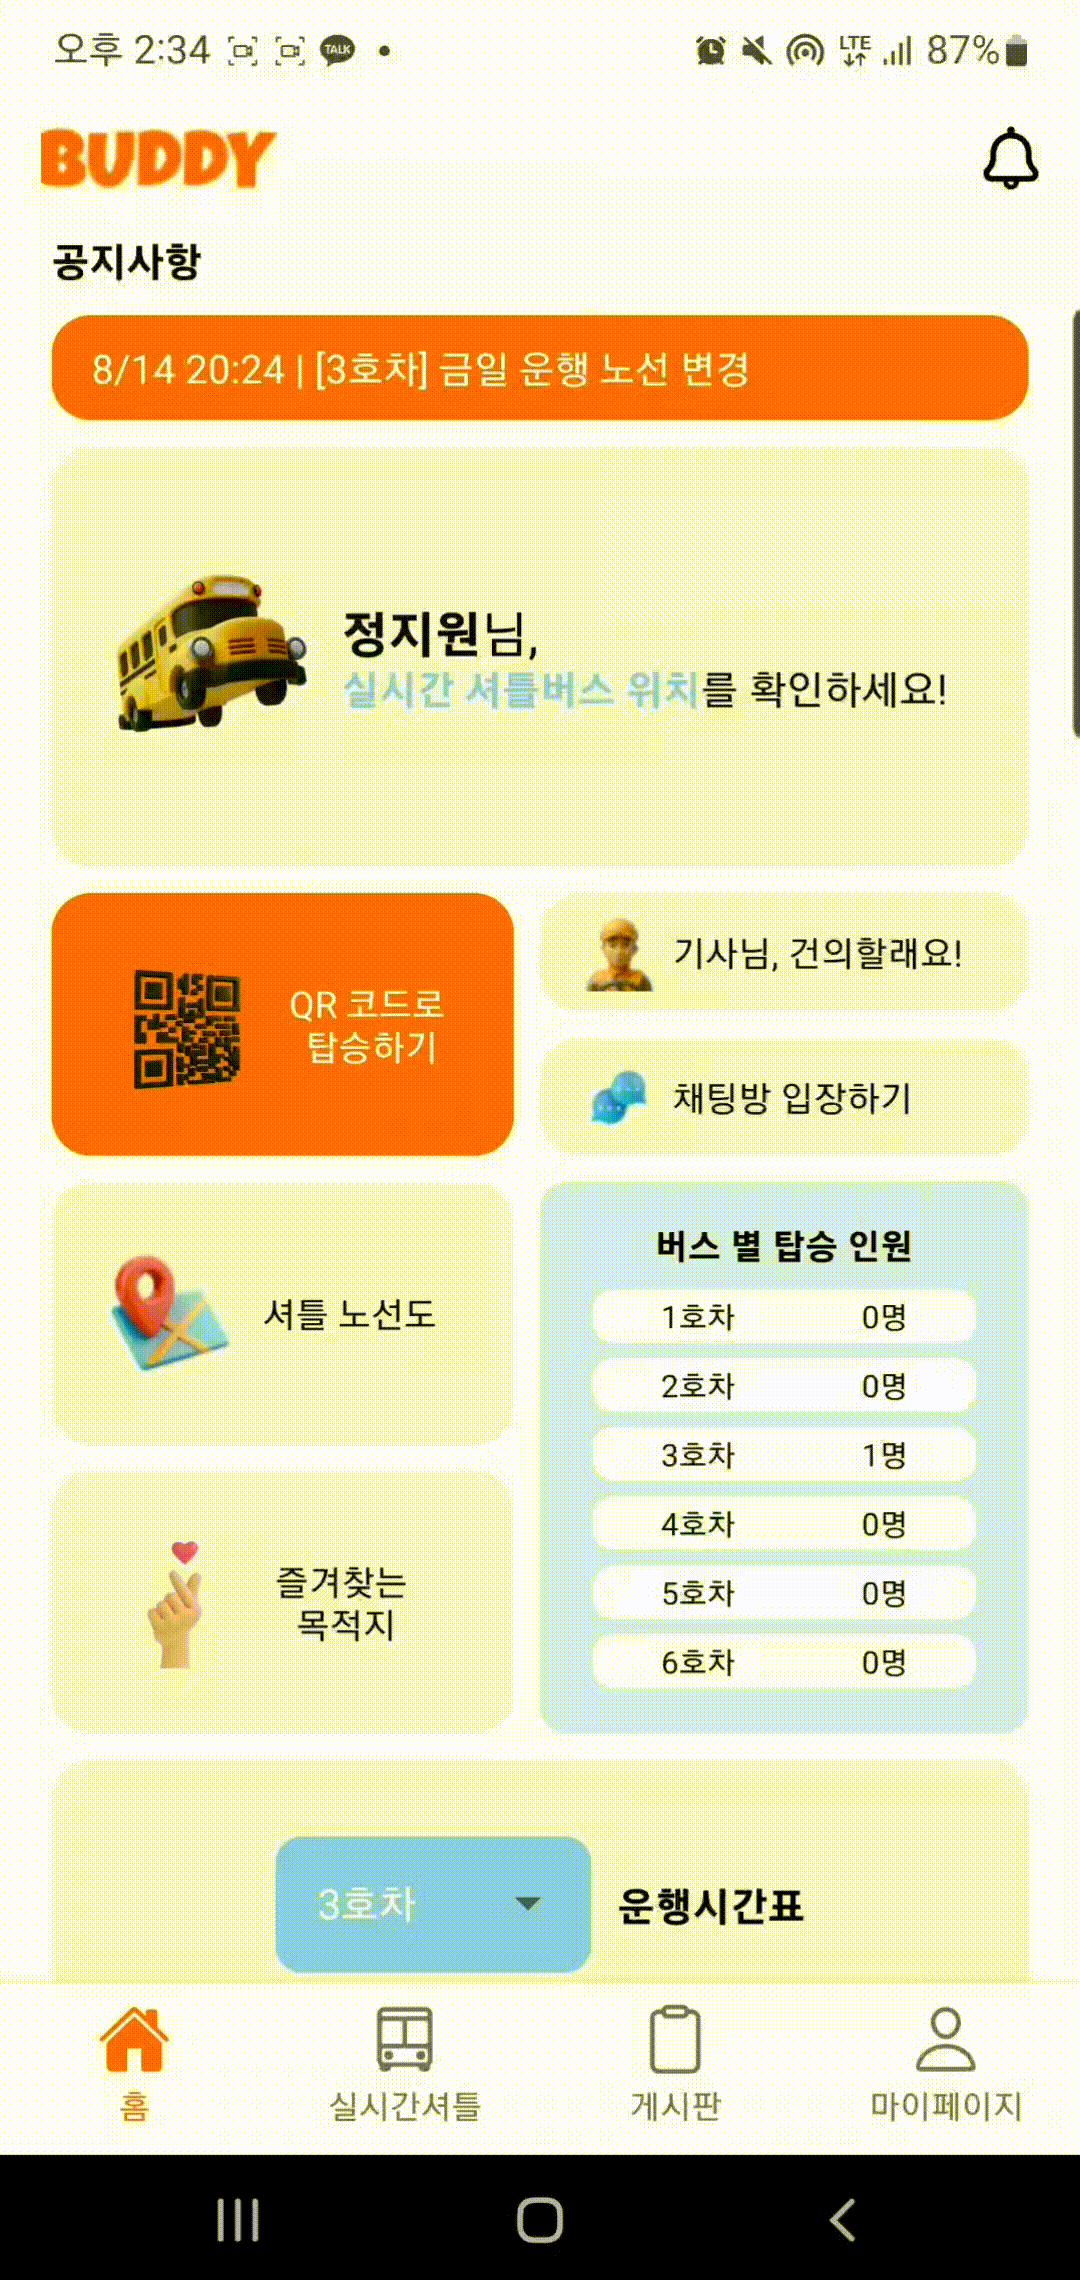 오후 2:34
TALK
LTE
87%
BUDDY
공지사항
8/14 20:24 | [3호차] 금일 운행 노선 변경
정지원님,
실시간 셔틀버스 위치를 확인하세요!
QR 코드로
탑승하기
기사님, 건의할래요!
채팅방 입장하기
셔틀 노선도
즐겨찾는
목적지
버스 별 탑승 인원
1호차 0명
2호차 0명
3호차 1명
4호차 0명
5호차 0명
6호차 0명
3호차
운행시간표
홈
실시간셔틀
게시판
마이페이지